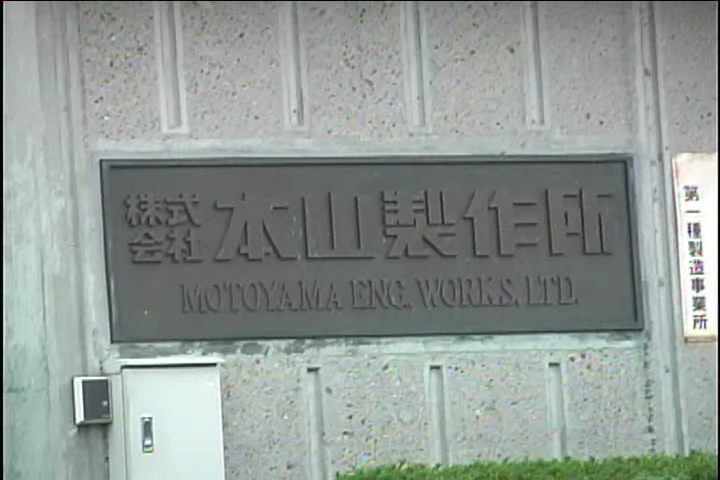 株式
会社
本山製作所
MOTOYAMA ENG. WORKS, LTD.
第一種製造事業所